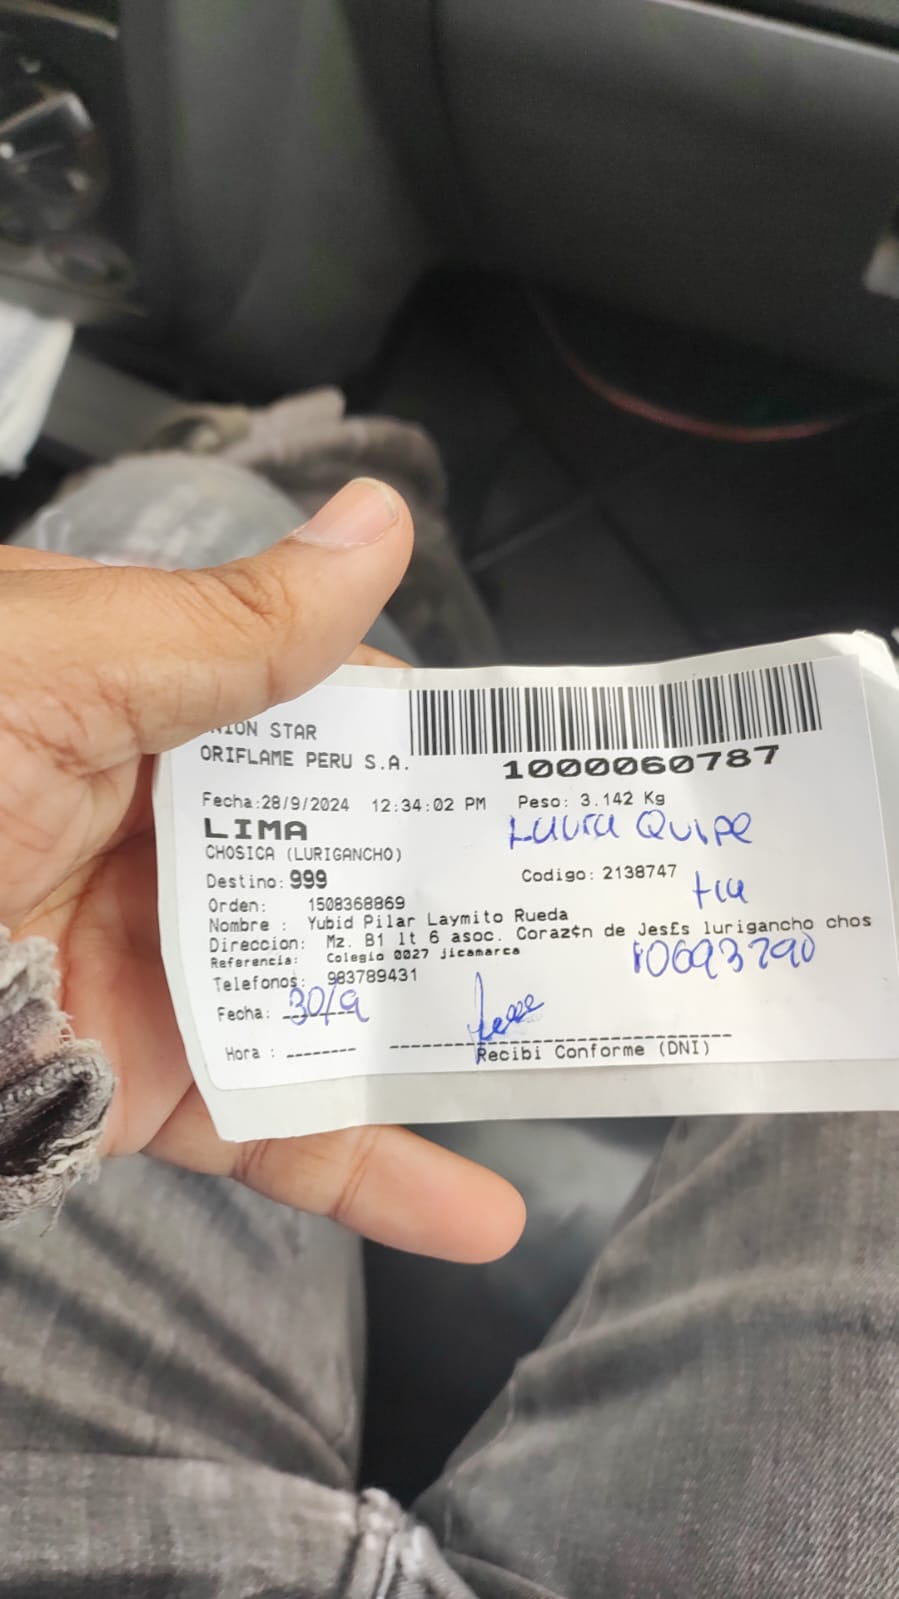 NION STAR
ORIFLAME PERU S.A.
1000060787
Fecha:28/9/2024 12:34:02 PM Peso: 3.142 Kg
LIMA
Laura Quipe
CHOSICA (LURIGANCHO)
Destino: 999 Codigo: 2138747
tia
Orden: 1508368869
Nombre : Yubid Pilar Laymito Rueda
Direccion: Mz. B1 lt 6 asoc. Coraz¢n de Jes£s lurigancho chos
Referencia: Colegio 0027 jicamarca
10693790
Telefonos: 983789431
Fecha: 30/9
Hora : --------
Recibi Conforme (DNI)